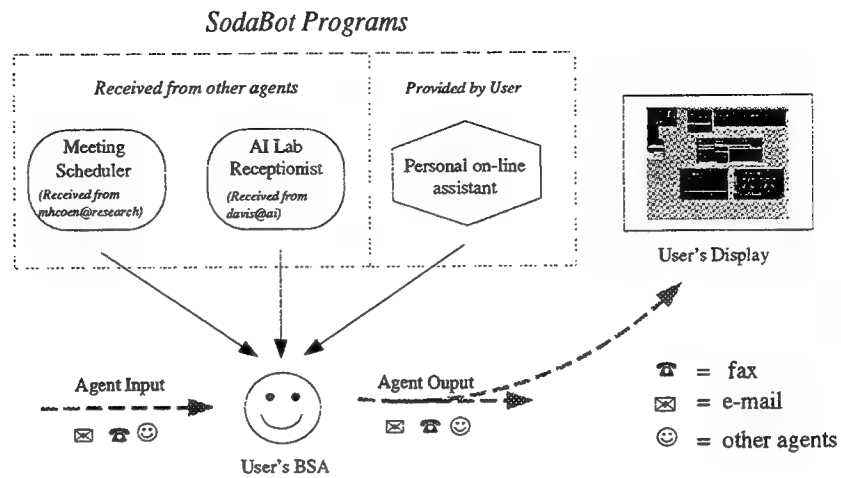 SodaBot Programs
Received from other agents
Provided by User
Meeting
Scheduler
(Received from
mhcoen@research)
AI Lab
Receptionist
(Received from
davis@ai)
Personal on-line
assistant
User's Display
Agent Input
Agent Ouput
User's BSA
= fax
= e-mail
= other agents